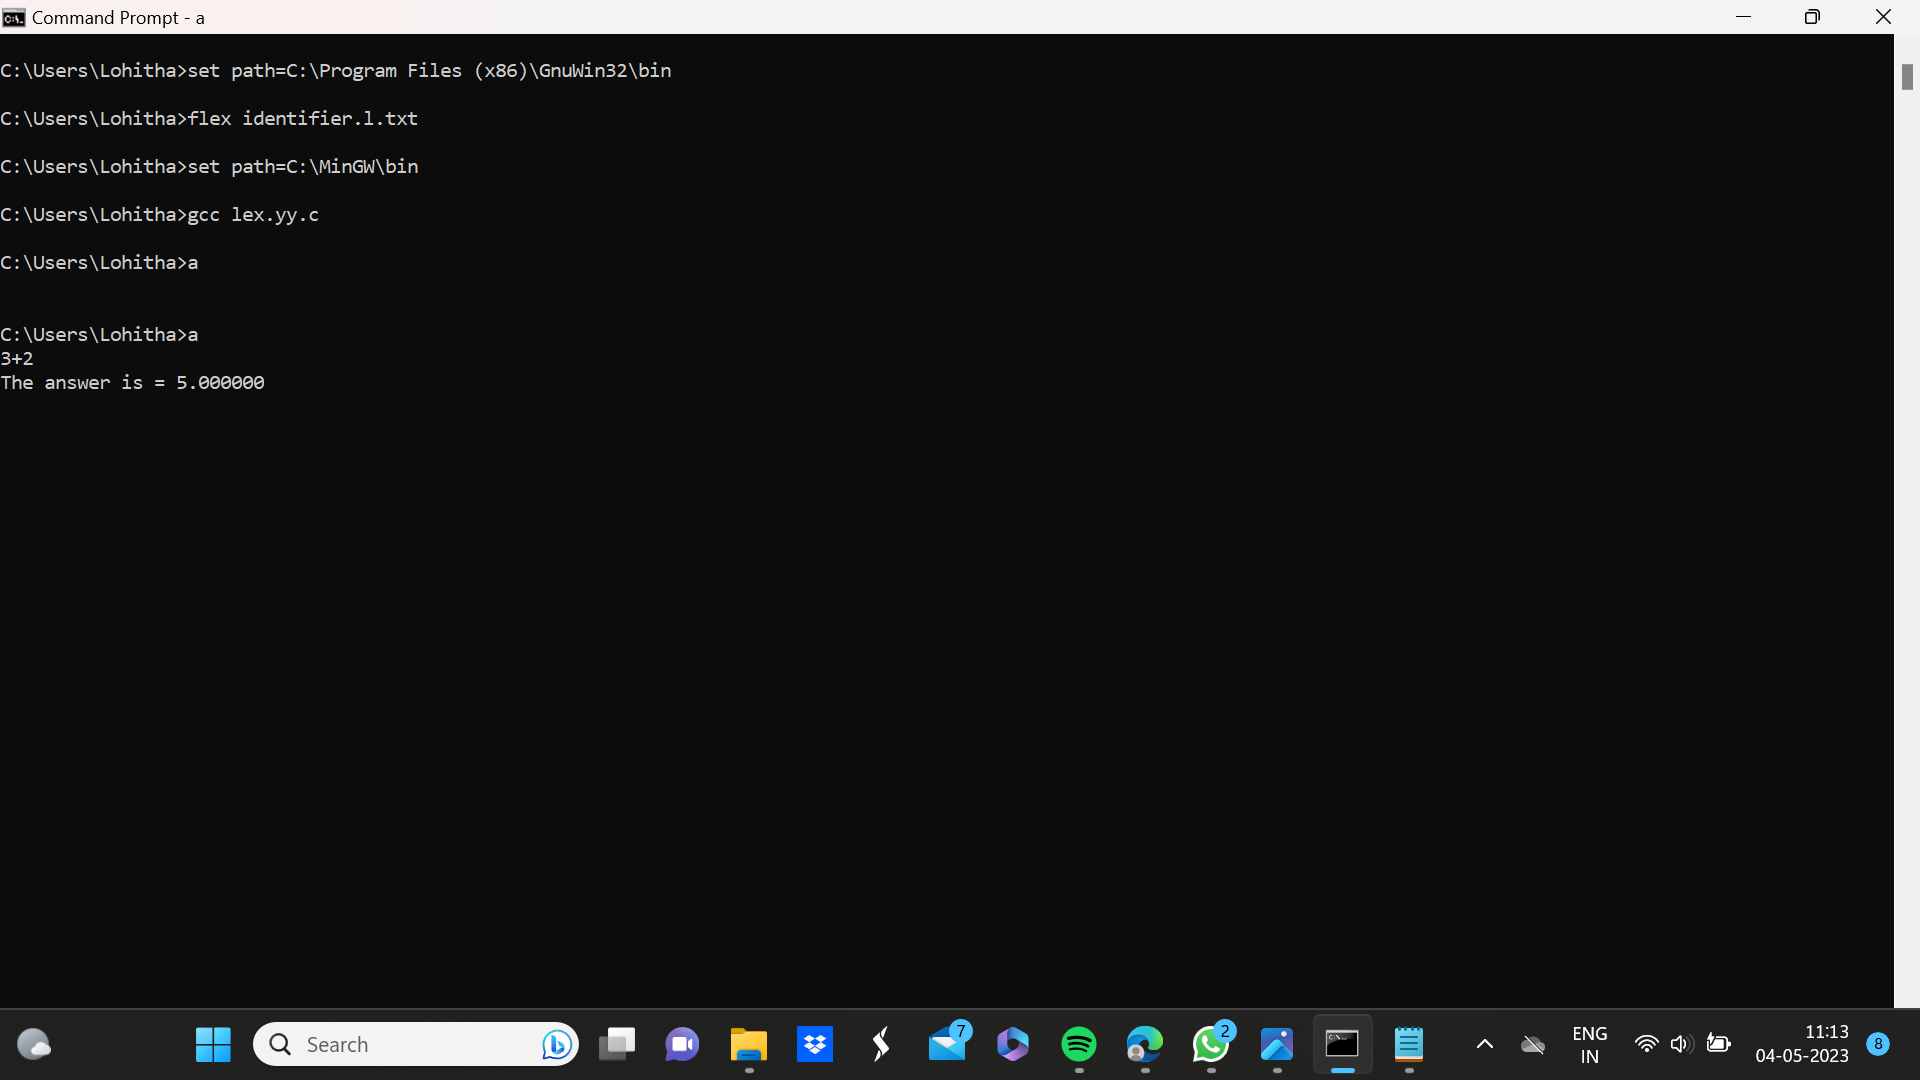 Command Prompt - a
C:\Users\Lohitha>set path=C:\Program Files (x86)\GnuWin32\bin
C:\Users\Lohitha>flex identifier.l.txt
C:\Users\Lohitha>set path=C:\MinGW\bin
C:\Users\Lohitha>gcc lex.yy.c
C:\Users\Lohitha>a
C:\Users\Lohitha>a
3+2
The answer is = 5.000000
Search
7
2
ENG
IN
11:13
04-05-2023
8